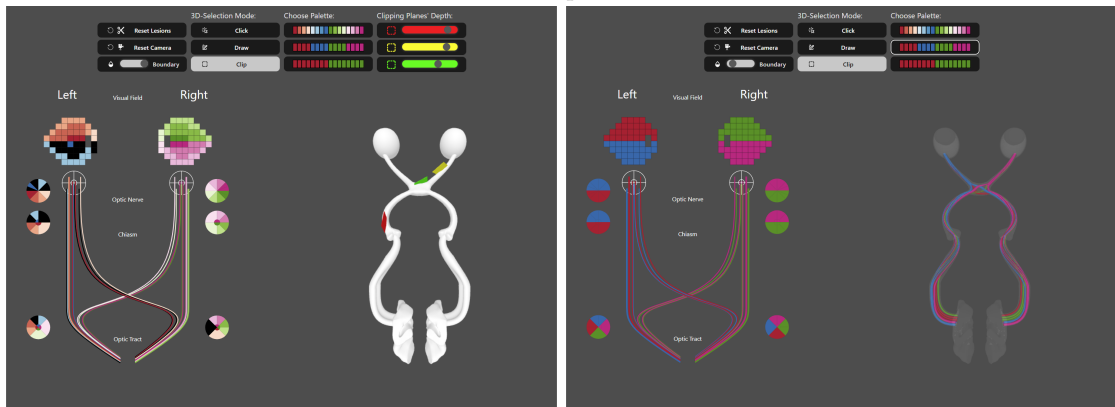 3D-Selection Mode: Choose Palette: Clipping Planes' Depth:
Reset Lesions Click
Reset Camera Draw
Boundary Clip
Left Visual Field Right
Optic Nerve
Chiasm
Optic Tract
3D-Selection Mode: Choose Palette:
Reset Lesions Click
Reset Camera Draw
Boundary Clip
Left Visual Field Right
Optic Nerve
Chiasm
Optic Tract